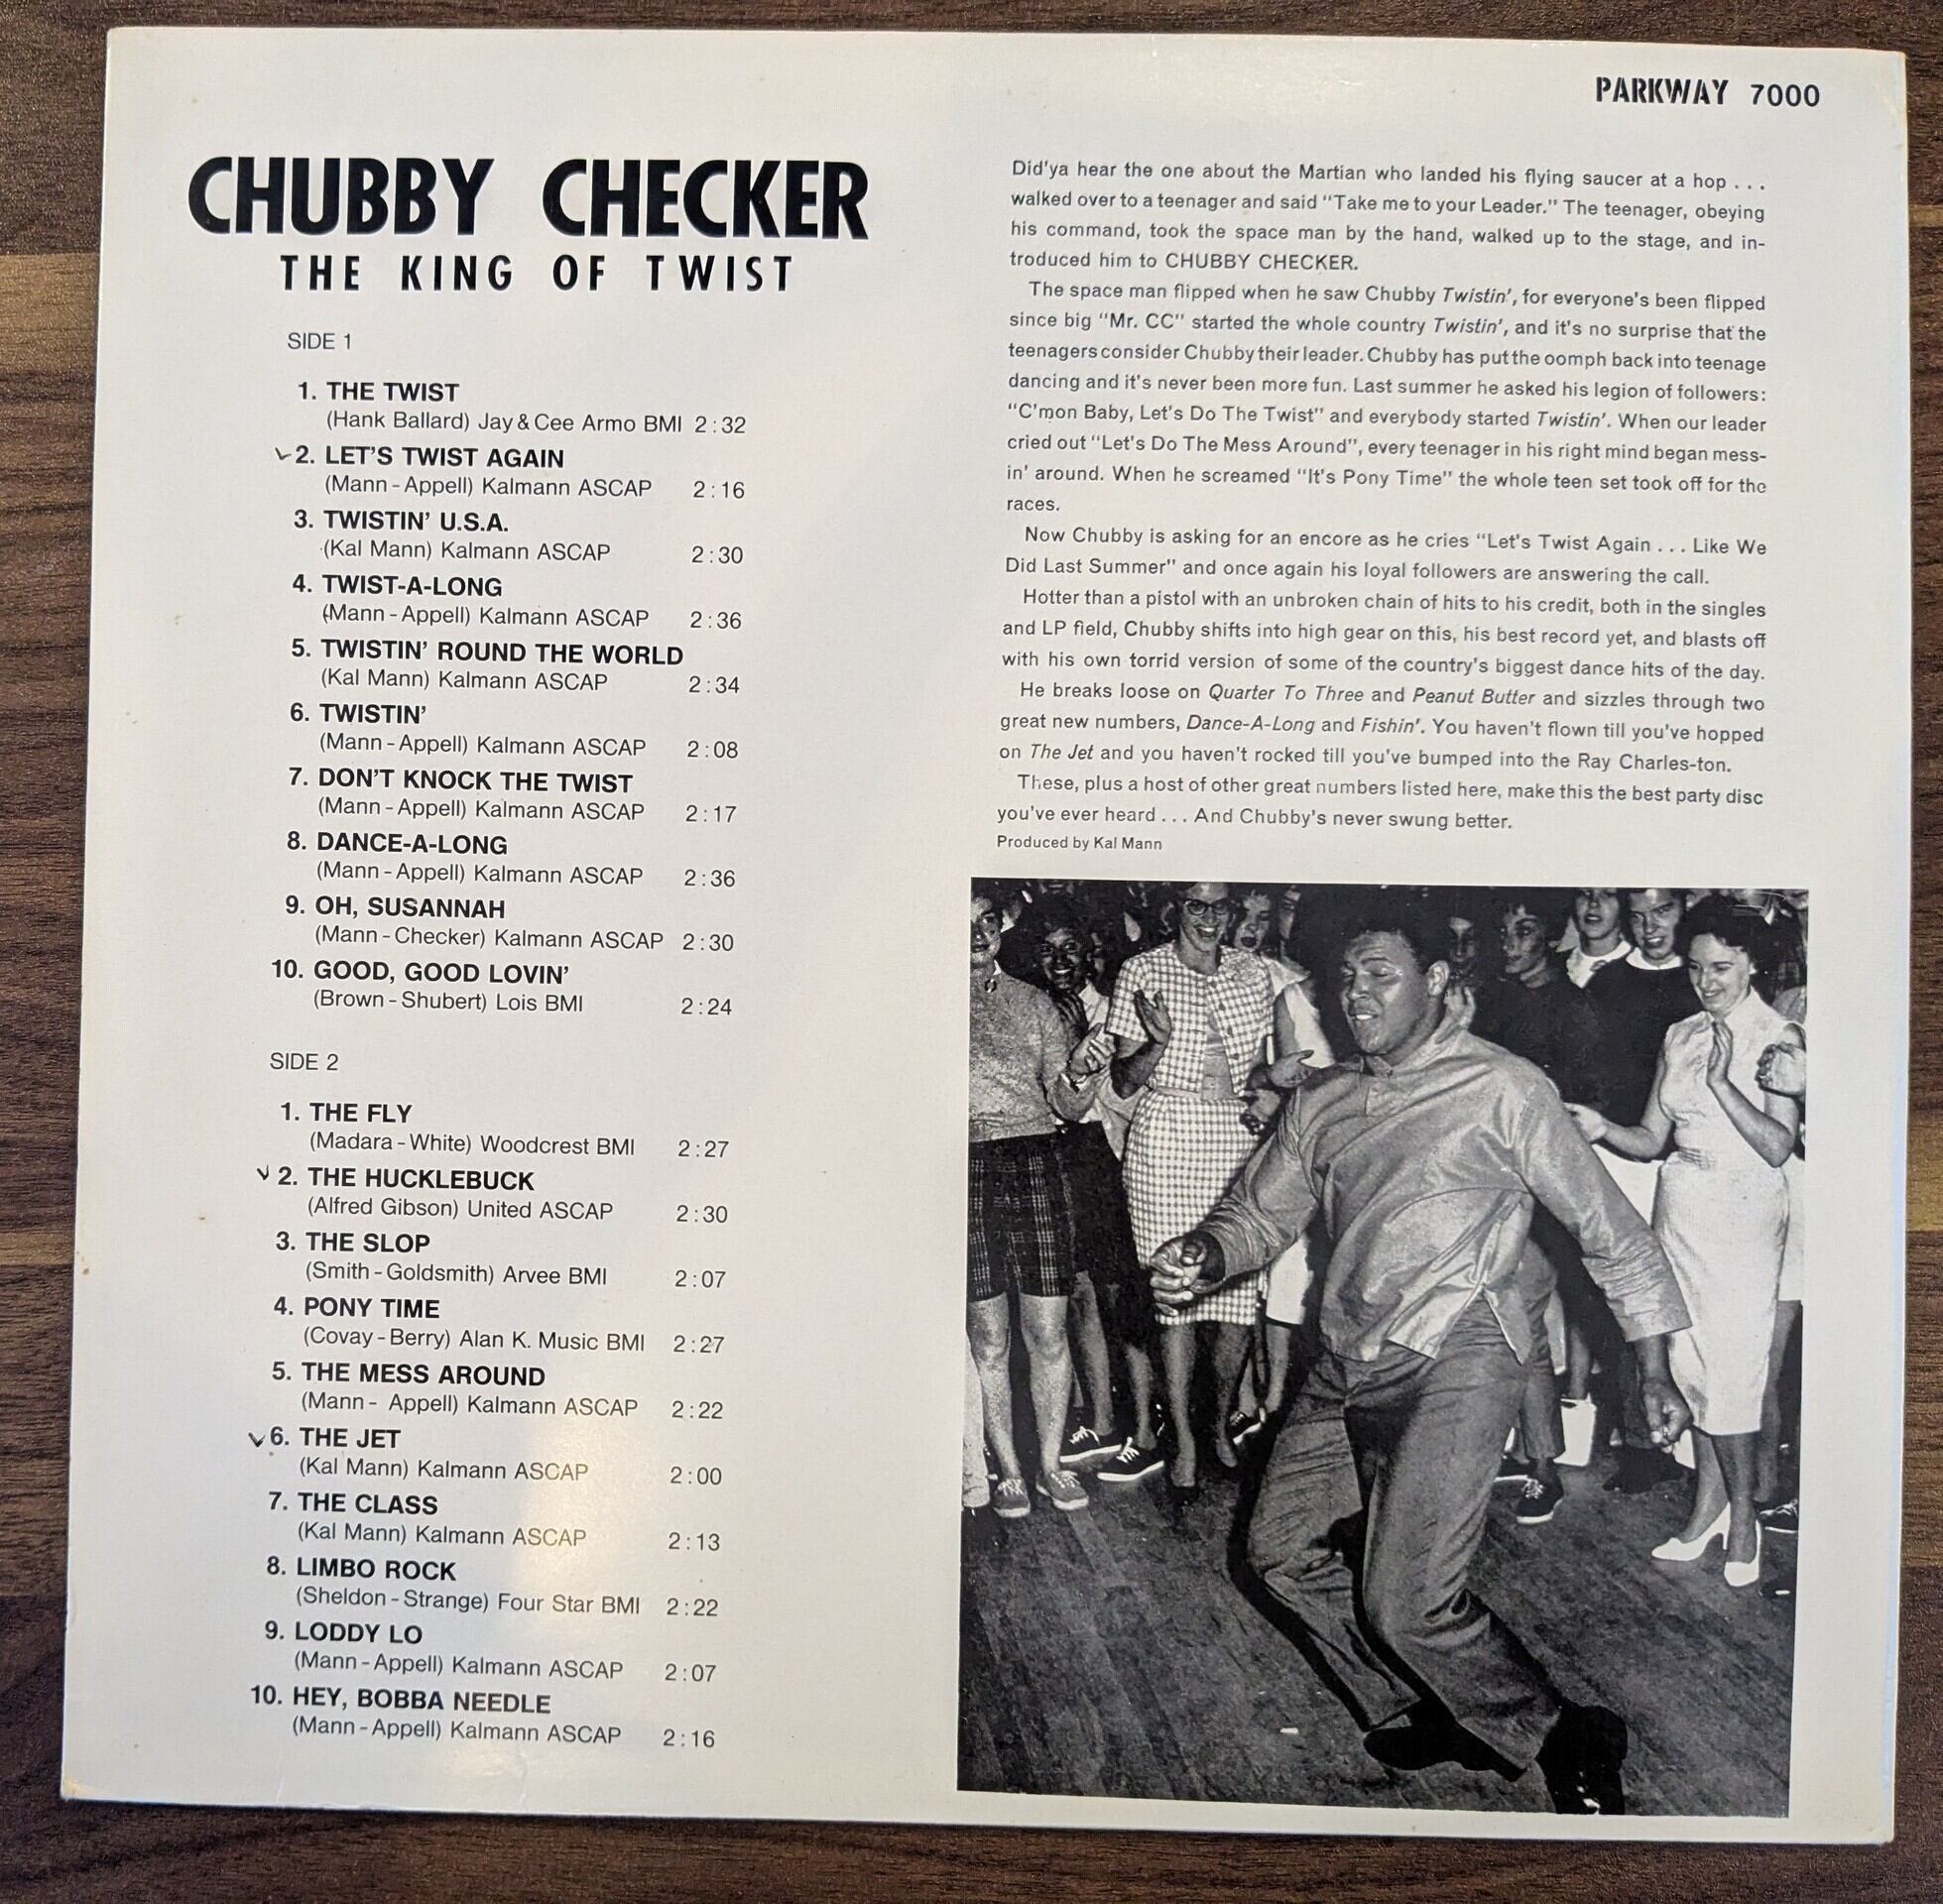 PARKWAY 7000
CHUBBY CHECKER
THE KING OF TWIST
SIDE 1
1. THE TWIST
(Hank Ballard) Jay & Cee Armo BMI 2:32
2. LET'S TWIST AGAIN
(Mann-Appell) Kalmann ASCAP 2:16
3. TWISTIN' U.S.A.
(Kal Mann) Kalmann ASCAP 2:30
4. TWIST-A-LONG
(Mann-Appell) Kalmann ASCAP 2:36
5. TWISTIN' ROUND THE WORLD
(Kal Mann) Kalmann ASCAP 2:34
6. TWISTIN'
(Mann-Appell) Kalmann ASCAP 2:08
7. DON'T KNOCK THE TWIST
(Mann-Appell) Kalmann ASCAP 2:17
8. DANCE-A-LONG
(Mann-Appell) Kalmann ASCAP 2:36
9. OH, SUSANNAH
(Mann-Checker) Kalmann ASCAP 2:30
10. GOOD, GOOD LOVIN'
(Brown-Shubert) Lois BMI 2:24
SIDE 2
1. THE FLY
(Madara-White) Woodcrest BMI 2:27
2. THE HUCKLEBUCK
(Alfred Gibson) United ASCAP 2:30
3. THE SLOP
(Smith-Goldsmith) Arvee BMI 2:07
4. PONY TIME
(Covay-Berry) Alan K. Music BMI 2:27
5. THE MESS AROUND
(Mann- Appell) Kalmann ASCAP 2:22
6. THE JET
(Kal Mann) Kalmann ASCAP 2:00
7. THE CLASS
(Kal Mann) Kalmann ASCAP 2:13
8. LIMBO ROCK
(Sheldon-Strange) Four Star BMI 2:22
9. LODDY LO
(Mann-Appell) Kalmann ASCAP 2:07
10. HEY, BOBBA NEEDLE
(Mann-Appell) Kalmann ASCAP 2:16
Did'ya hear the one about the Martian who landed his flying saucer at a hop . . .
walked over to a teenager and said "Take me to your Leader." The teenager, obeying
his command, took the space man by the hand, walked up to the stage, and in-
troduced him to CHUBBY CHECKER.
The space man flipped when he saw Chubby Twistin', for everyone's been flipped
since big "Mr. CC" started the whole country Twistin', and it's no surprise that the
teenagers consider Chubby their leader. Chubby has put the oomph back into teenage
dancing and it's never been more fun. Last summer he asked his legion of followers:
"C'mon Baby, Let's Do The Twist" and everybody started Twistin'. When our leader
cried out "Let's Do The Mess Around", every teenager in his right mind began mess-
in' around. When he screamed "It's Pony Time" the whole teen set took off for the
races.
Now Chubby is asking for an encore as he cries "Let's Twist Again . . . Like We
Did Last Summer" and once again his loyal followers are answering the call.
Hotter than a pistol with an unbroken chain of hits to his credit, both in the singles
and LP field, Chubby shifts into high gear on this, his best record yet, and blasts off
with his own torrid version of some of the country's biggest dance hits of the day.
He breaks loose on Quarter To Three and Peanut Butter and sizzles through two
great new numbers, Dance-A-Long and Fishin'. You haven't flown till you've hopped
on The Jet and you haven't rocked till you've bumped into the Ray Charles-ton.
These, plus a host of other great numbers listed here, make this the best party disc
you've ever heard . . . And Chubby's never swung better.
Produced by Kal Mann